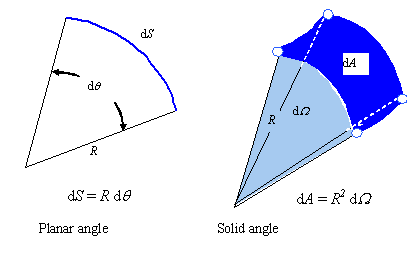 dS
dθ
R
dS = R dθ
Planar angle
dA
dΩ
R
dA = R² dΩ
Solid angle